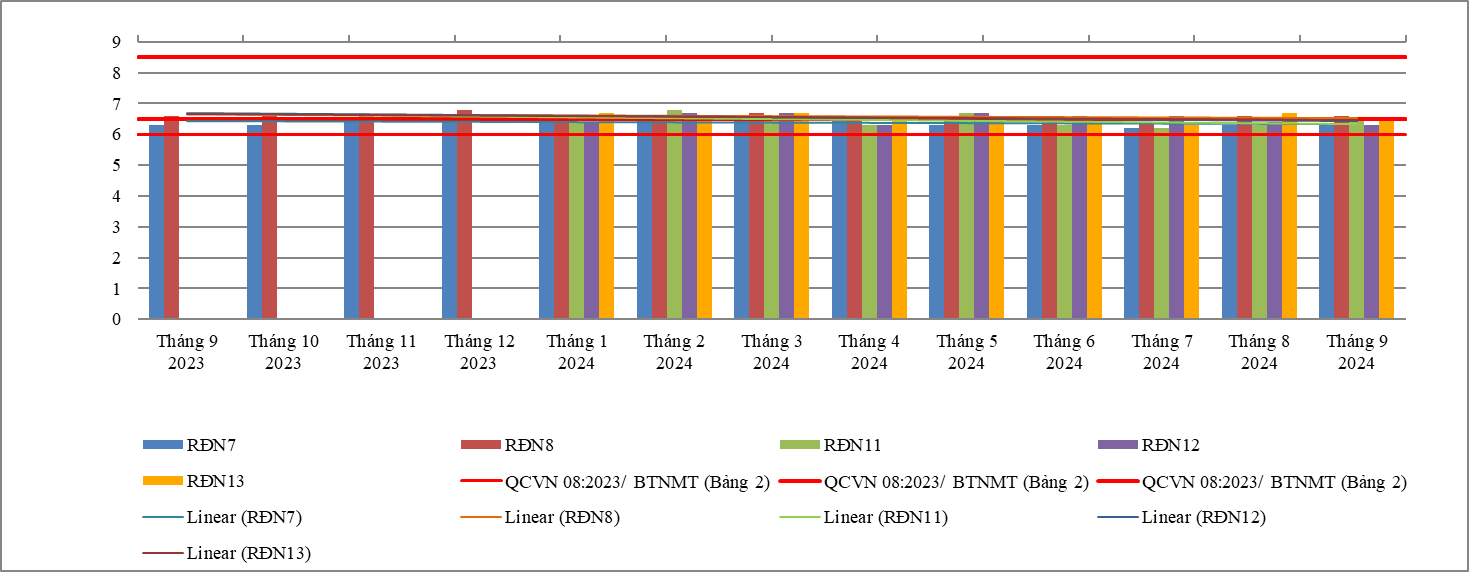 9
8
7
6
5
4
3
2
1
0
Tháng 9 2023
Tháng 10 2023
Tháng 11 2023
Tháng 12 2023
Tháng 1 2024
Tháng 2 2024
Tháng 3 2024
Tháng 4 2024
Tháng 5 2024
Tháng 6 2024
Tháng 7 2024
Tháng 8 2024
Tháng 9 2024
RĐN7 RĐN8 RĐN11 RĐN12
RĐN13 QCVN 08:2023/ BTNMT (Bảng 2) QCVN 08:2023/ BTNMT (Bảng 2) QCVN 08:2023/ BTNMT (Bảng 2)
Linear (RĐN7) Linear (RĐN8) Linear (RĐN11) Linear (RĐN12)
Linear (RĐN13)